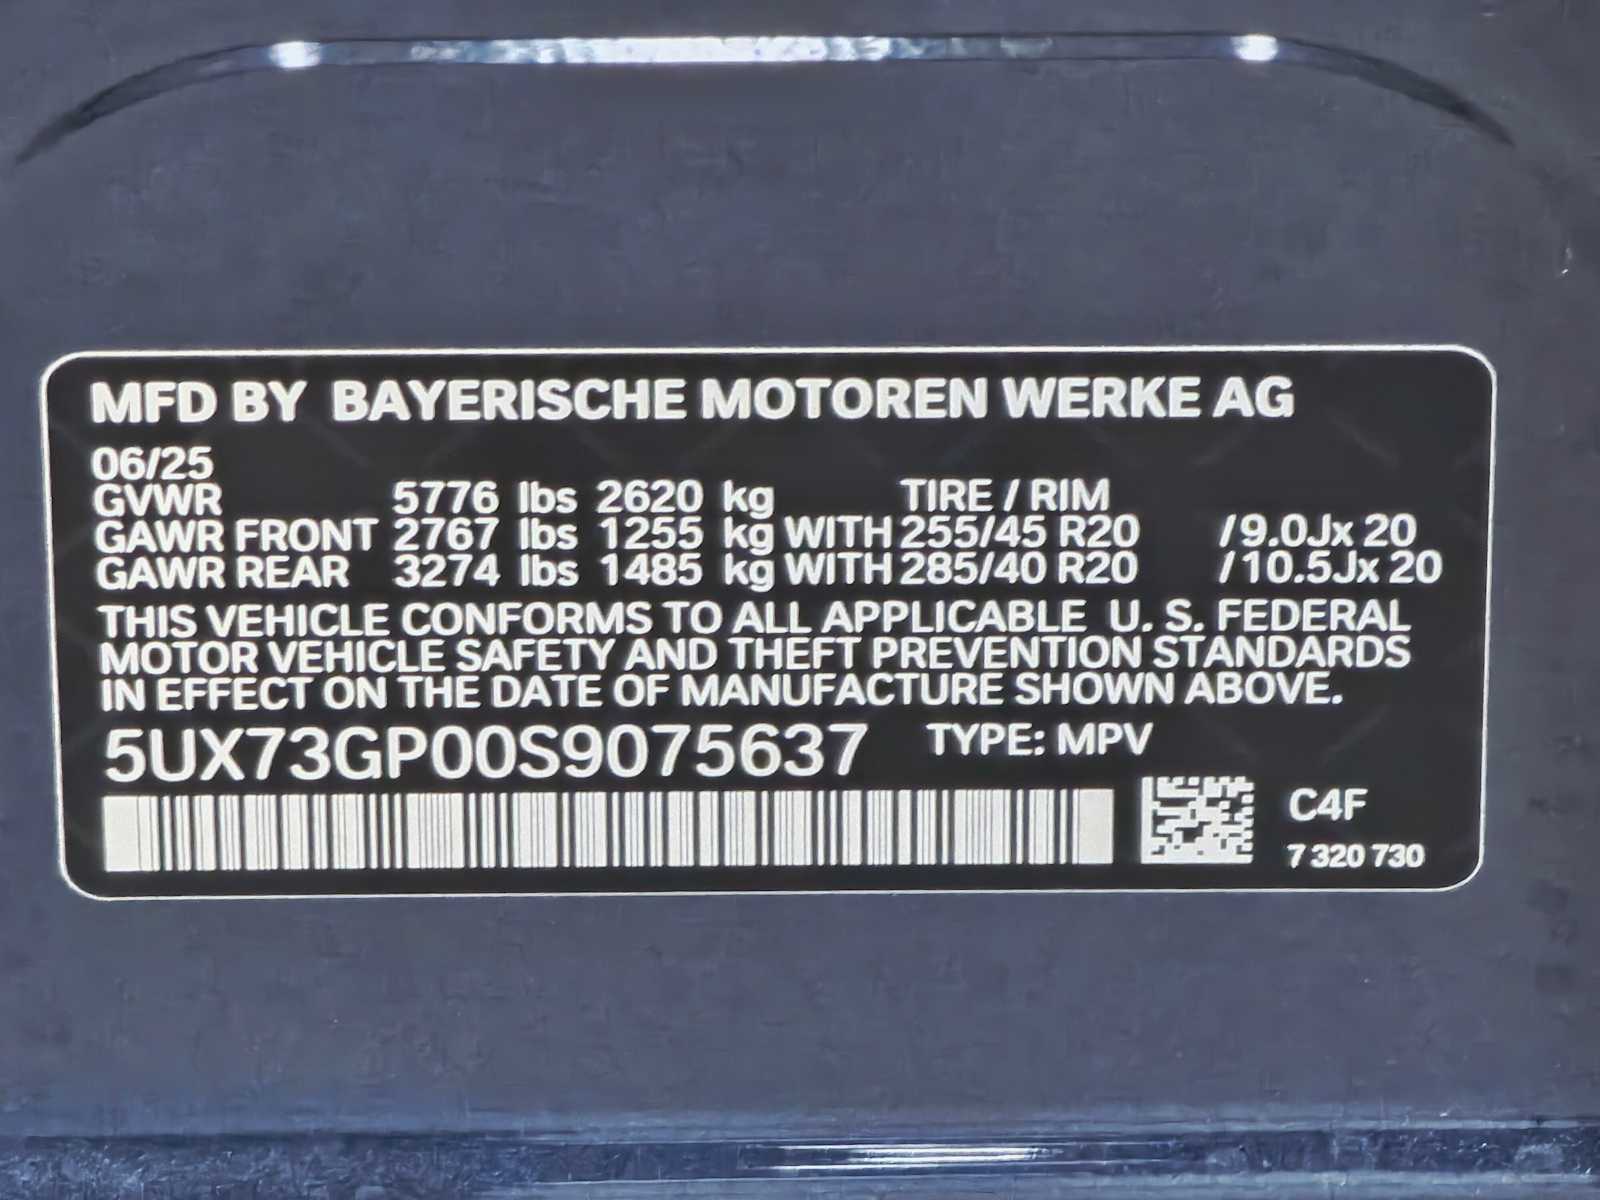 MFD BY BAYERISCHE MOTOREN WERKE AG
06/25
GVWR 5776 lbs 2620 kg TIRE / RIM
GAWR FRONT 2767 lbs 1255 kg WITH 255/45 R20 /9.0Jx 20
GAWR REAR 3274 lbs 1485 kg WITH 285/40 R20 /10.5Jx 20
THIS VEHICLE CONFORMS TO ALL APPLICABLE U. S. FEDERAL
MOTOR VEHICLE SAFETY AND THEFT PREVENTION STANDARDS
IN EFFECT ON THE DATE OF MANUFACTURE SHOWN ABOVE.
5UX73GP00S9075637 TYPE: MPV
C4F
7 320 730